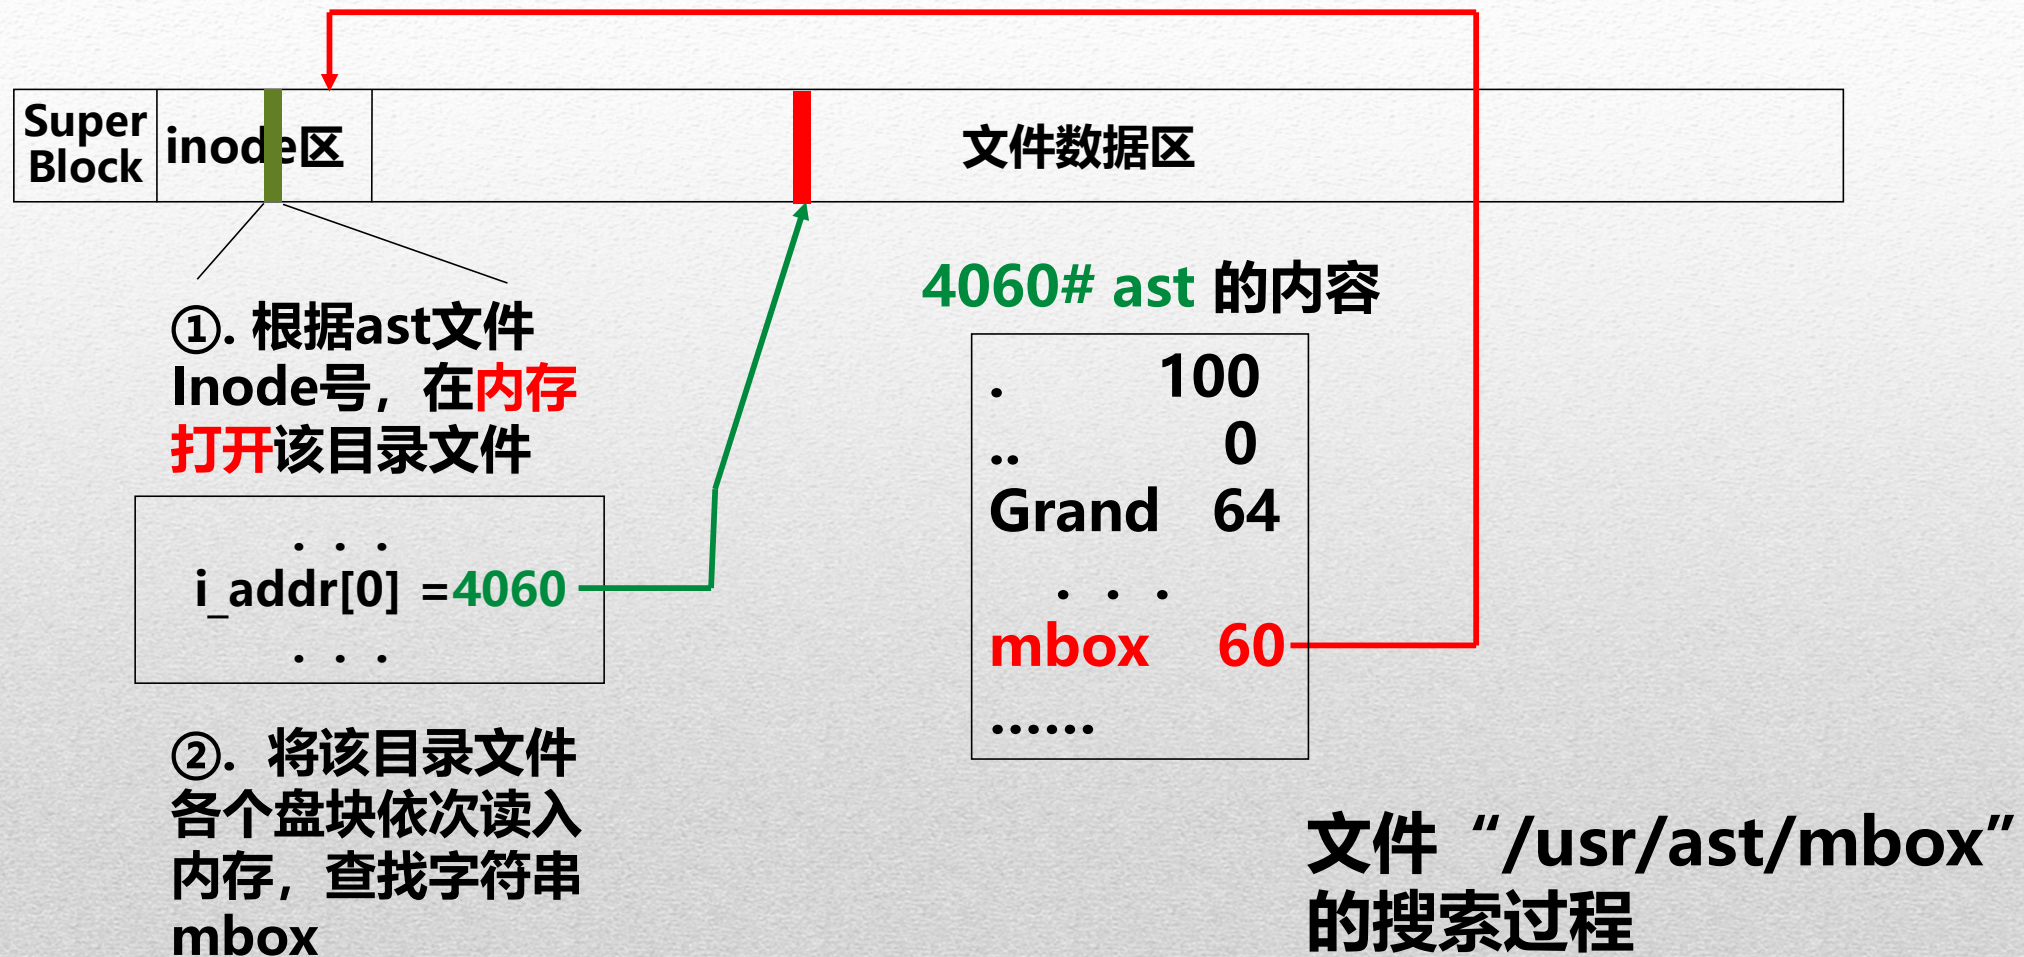 Super
Block
inode区
文件数据区
①. 根据ast文件
Inode号，在内存
打开该目录文件
. . .
i_addr[0] =4060
. . .
②. 将该目录文件
各个盘块依次读入
内存，查找字符串
mbox
4060# ast 的内容
. 100
.. 0
Grand 64
. . .
mbox 60
......
文件“/usr/ast/mbox”
的搜索过程